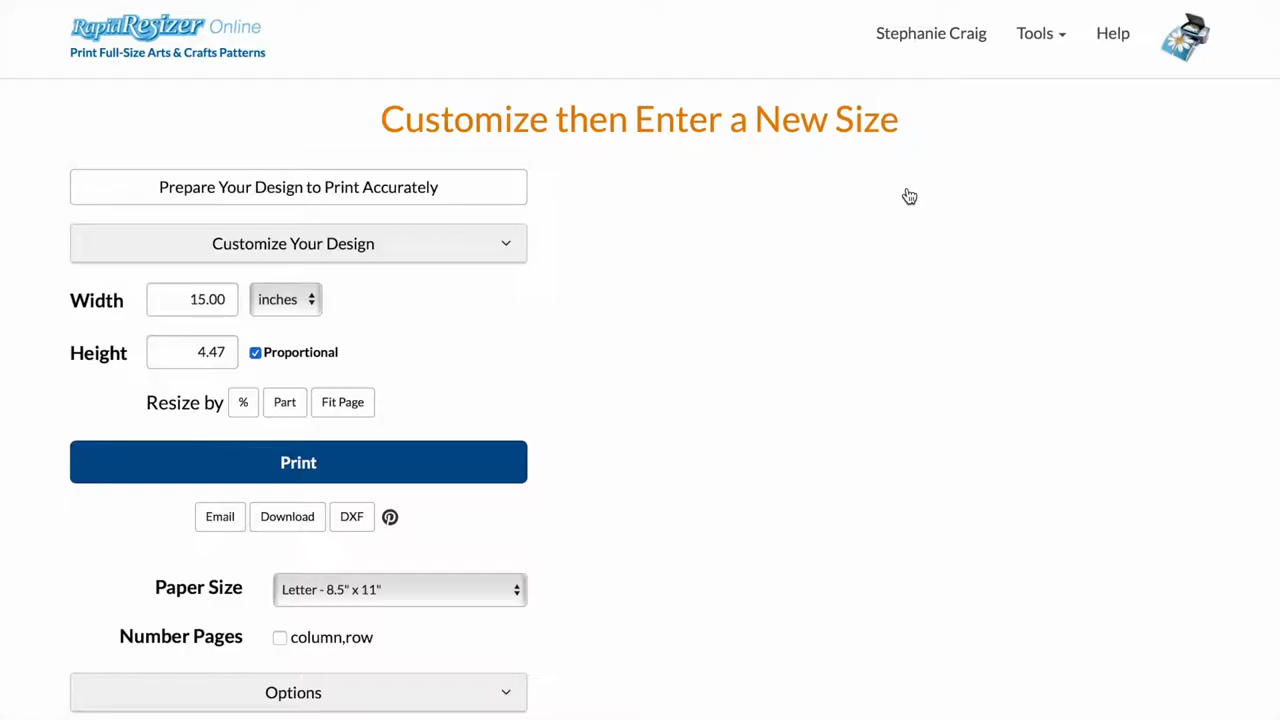 RapidResizer Online
Print Full-Size Arts & Crafts Patterns
Stephanie Craig Tools Help
Customize then Enter a New Size
Prepare Your Design to Print Accurately
Customize Your Design
Width 15.00 inches
Height 4.47 Proportional
Resize by % Part Fit Page
Print
Email Download DXF
Paper Size Letter - 8.5" x 11"
Number Pages column,row
Options